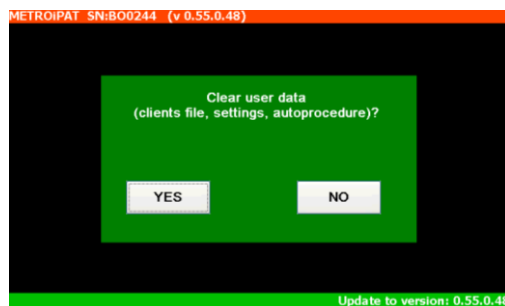 METROiPAT SN:BO0244 (v 0.55.0.48)
Clear user data
(clients file, settings, autoprocedure)?
YES NO
Update to version: 0.55.0.48